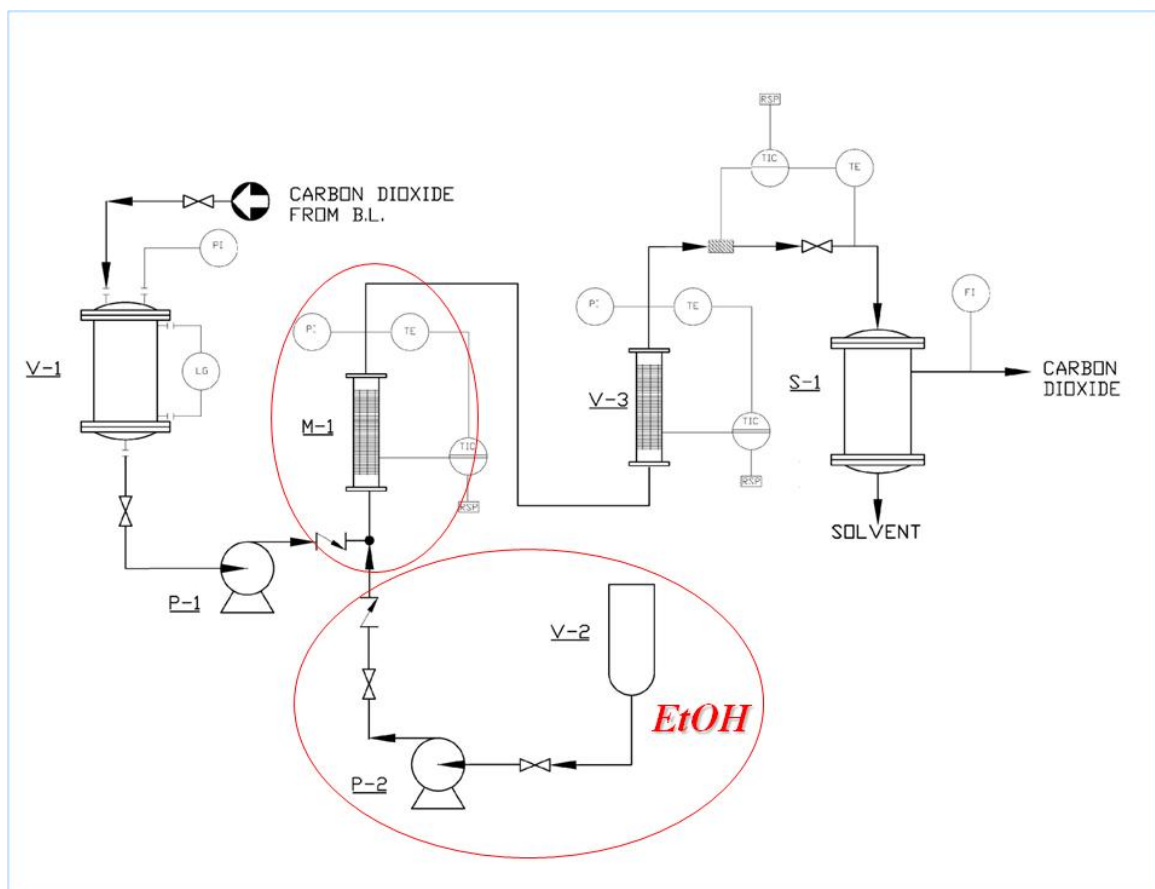 RSP
TIC
TE
CARBON DIOXIDE
FROM B.L.
PI
FI
PI
TE
PI
TE
V-1
LG
S-1
CARBON
DIOXIDE
V-3
M-1
TIC
TIC
RSP
RSP
SOLVENT
P-1
V-2
EtOH
P-2